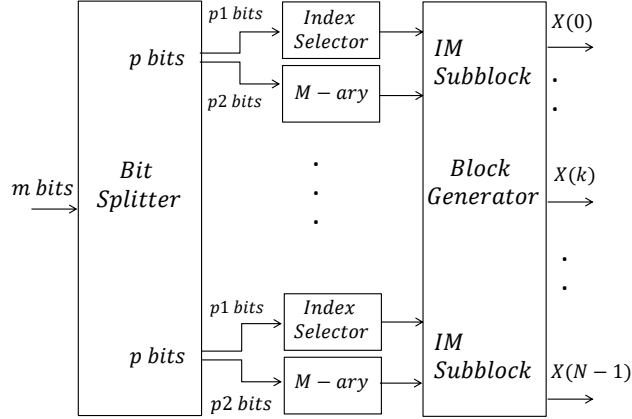 p1 bits
Index
Selector
X(0)
p bits
IM
Subblock
p2 bits
M − ary
m bits
Bit
Splitter
Block
Generator
X(k)
p1 bits
Index
Selector
p bits
IM
Subblock
X(N − 1)
M − ary
p2 bits